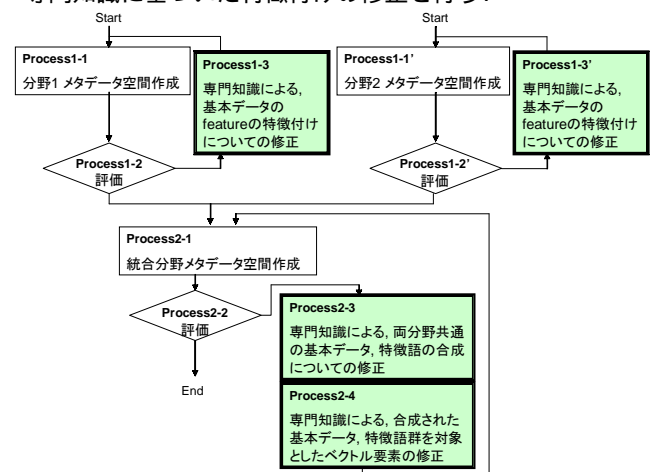 Start
Process1-1
分野1 メタデータ空間作成
Process1-3
専門知識による,
基本データの
featureの特徴付け
についての修正
Process1-2
評価
Start
Process1-1’
分野2 メタデータ空間作成
Process1-3’
専門知識による,
基本データの
featureの特徴付け
についての修正
Process1-2’
評価
Process2-1
統合分野メタデータ空間作成
Process2-2
評価
End
Process2-3
専門知識による, 両分野共通
の基本データ, 特徴語の合成
についての修正
Process2-4
専門知識による, 合成された
基本データ, 特徴語群を対象
としたベクトル要素の修正